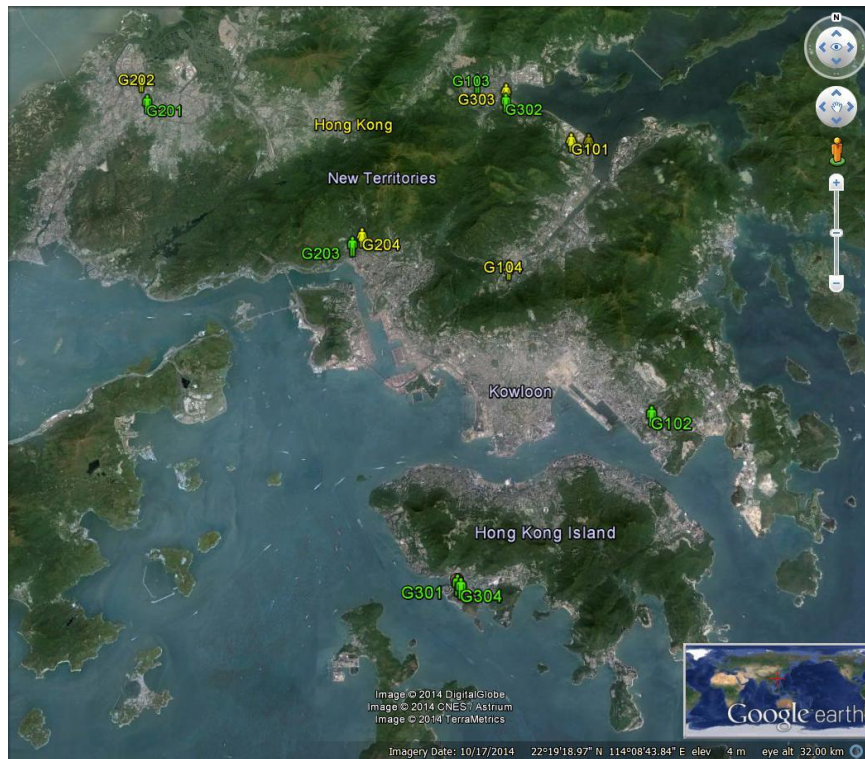 N
G202
G201
G103
G303
G302
Hong Kong
G101
New Territories
G204
G203
G104
Kowloon
G102
Hong Kong Island
G301
G304
Image © 2014 DigitalGlobe
Image © 2014 CNES / Astrium
Image © 2014 TerraMetrics
Google earth
Imagery Date: 10/17/2014 22°19'18.97" N 114°08'43.84" E elev 4 m eye alt 32.00 km